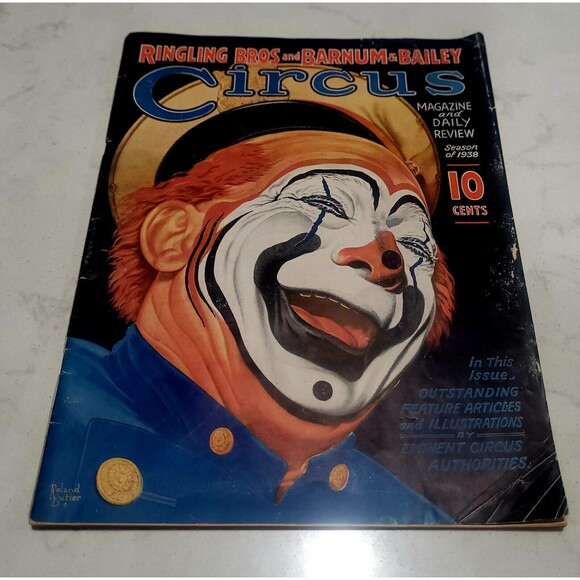 RINGLING BROS and BARNUM & BAILEY
Circus
MAGAZINE
and
DAILY
REVIEW
Season
of 1938
10
CENTS
In This
Issue
OUTSTANDING
FEATURE ARTICLES
and ILLUSTRATIONS
BY
EMINENT CIRCUS
AUTHORITIES
Roland
Butler